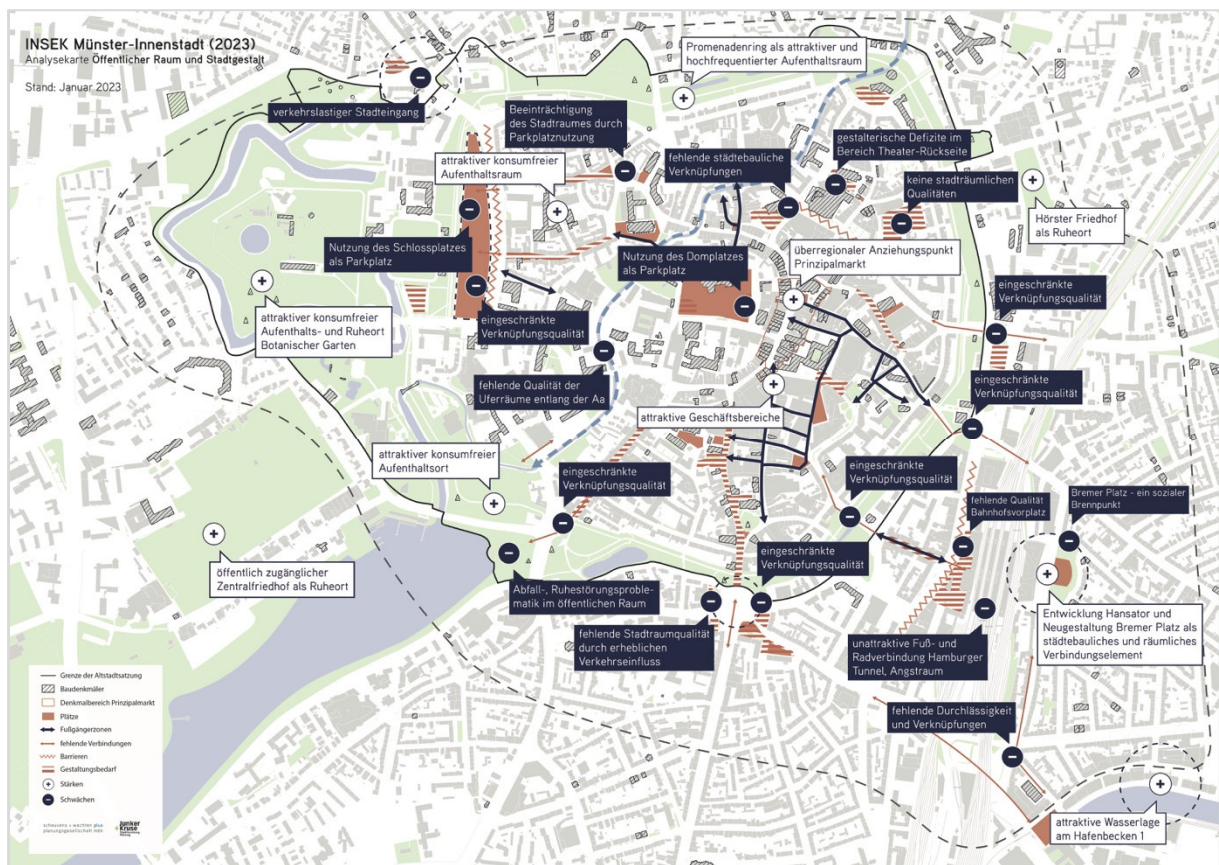 INSEK Münster-Innenstadt (2023)
Analysekarte Öffentlicher Raum und Stadtgestalt
Stand: Januar 2023
verkehrslastiger Stadteingang
Promenadenring als attraktiver und
hochfrequentierter Aufenthaltsraum
Beeinträchtigung
des Stadtraumes durch
Parkplatznutzung
attraktiver konsumfreier
Aufenthaltsraum
fehlende städtebauliche
Verknüpfungen
gestalterische Defizite im
Bereich Theater-Rückseite
keine stadträumlichen
Qualitäten
Hörster Friedhof
als Ruheort
Nutzung des Schlossplatzes
als Parkplatz
Nutzung des Domplatzes
als Parkplatz
überregionaler Anziehungspunkt
Prinzipalmarkt
eingeschränkte
Verknüpfungsqualität
attraktiver konsumfreier
Aufenthalts- und Ruheort
Botanischer Garten
eingeschränkte
Verknüpfungsqualität
fehlende Qualität der
Uferräume entlang der Aa
attraktive Geschäftsbereiche
eingeschränkte
Verknüpfungsqualität
attraktiver konsumfreier
Aufenthaltsort
eingeschränkte
Verknüpfungsqualität
eingeschränkte
Verknüpfungsqualität
fehlende Qualität
Bahnhofsvorplatz
Bremer Platz - ein sozialer
Brennpunkt
öffentlich zugänglicher
Zentralfriedhof als Ruheort
Abfall-, Ruhestörungsproble-
matik im öffentlichen Raum
eingeschränkte
Verknüpfungsqualität
fehlende Stadtraumqualität
durch erheblichen
Verkehrseinfluss
unattraktive Fuß- und
Radverbindung Hamburger
Tunnel, Angstraum
Entwicklung Hansator und
Neugestaltung Bremer Platz als
städtebauliches und räumliches
Verbindungselement
fehlende Durchlässigkeit
und Verknüpfungen
attraktive Wasserlage
am Hafenbecken 1
Grenze der Altstadtsatzung
Baudenkmäler
Denkmalbereich Prinzipalmarkt
Plätze
Fußgängerzonen
fehlende Verbindungen
Barrieren
Gestaltungsbedarf
Stärken
Schwächen
scheuvens + wachten plus
planungsgesellschaft mbh
Junker
Kruse